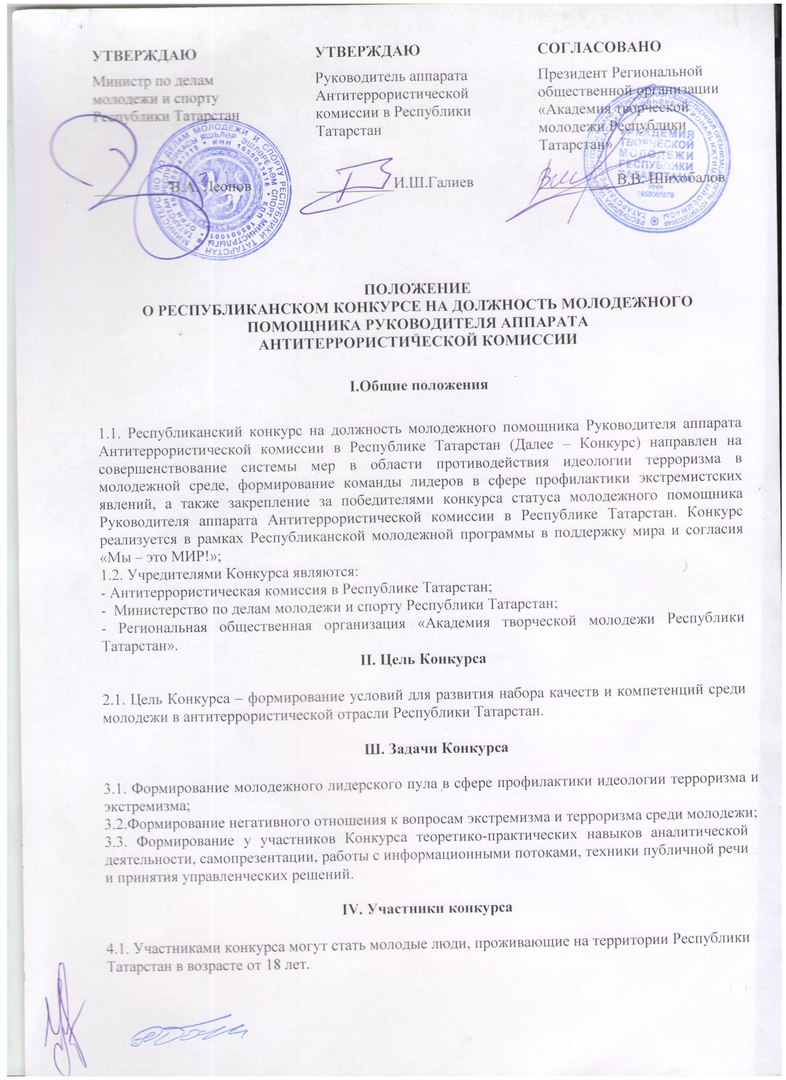 УТВЕРЖДАЮ
Министр по делам
молодежи и спорту
Республики Татарстан
В.А. Леонов
УТВЕРЖДАЮ
Руководитель аппарата
Антитеррористической
комиссии в Республики
Татарстан
И.Ш.Галиев
СОГЛАСОВАНО
Президент Региональной
общественной организации
«Академия творческой
молодежи Республики
Татарстан»
В.В. Шихобалов
АКАДЕМИЯ
ТВОРЧЕСКОЙ
МОЛОДЕЖИ
РЕСПУБЛИКИ
ПОЛОЖЕНИЕ
О РЕСПУБЛИКАНСКОМ КОНКУРСЕ НА ДОЛЖНОСТЬ МОЛОДЕЖНОГО
ПОМОЩНИКА РУКОВОДИТЕЛЯ АППАРАТА
АНТИТЕРРОРИСТИЧЕСКОЙ КОМИССИИ
I.Общие положения
1.1. Республиканский конкурс на должность молодежного помощника Руководителя аппарата
Антитеррористической комиссии в Республике Татарстан (Далее – Конкурс) направлен на
совершенствование системы мер в области противодействия идеологии терроризма в
молодежной среде, формирование команды лидеров в сфере профилактики экстремистских
явлений, а также закрепление за победителями конкурса статуса молодежного помощника
Руководителя аппарата Антитеррористической комиссии в Республике Татарстан. Конкурс
реализуется в рамках Республиканской молодежной программы в поддержку мира и согласия
«Мы – это МИР!»;
1.2. Учредителями Конкурса являются:
- Антитеррористическая комиссия в Республике Татарстан;
- Министерство по делам молодежи и спорту Республики Татарстан;
- Региональная общественная организация «Академия творческой молодежи Республики
Татарстан».
II. Цель Конкурса
2.1. Цель Конкурса – формирование условий для развития набора качеств и компетенций среди
молодежи в антитеррористической отрасли Республики Татарстан.
Ш. Задачи Конкурса
3.1. Формирование молодежного лидерского пула в сфере профилактики идеологии терроризма и
экстремизма;
3.2.Формирование негативного отношения к вопросам экстремизма и терроризма среди молодежи;
3.3. Формирование у участников Конкурса теоретико-практических навыков аналитической
деятельности, самопрезентации, работы с информационными потоками, техники публичной речи
и принятия управленческих решений.
IV. Участники конкурса
4.1. Участниками конкурса могут стать молодые люди, проживающие на территории Республики
Татарстан в возрасте от 18 лет.